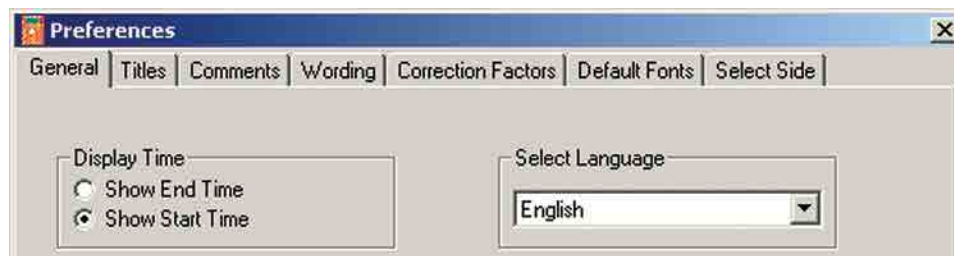 Preferences
General Titles Comments Wording Correction Factors Default Fonts Select Side
Display Time
Show End Time
Show Start Time
Select Language
English